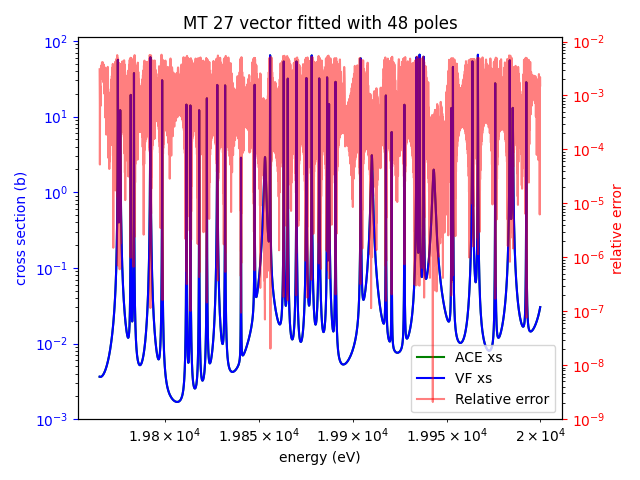 MT 27 vector fitted with 48 poles
10²
10¹
10⁰
10⁻¹
10⁻²
10⁻³
cross section (b)
10⁻²
10⁻³
10⁻⁴
10⁻⁵
10⁻⁶
10⁻⁷
10⁻⁸
10⁻⁹
relative error
ACE xs
VF xs
Relative error
1.98 × 10⁴
1.985 × 10⁴
1.99 × 10⁴
1.995 × 10⁴
2 × 10⁴
energy (eV)